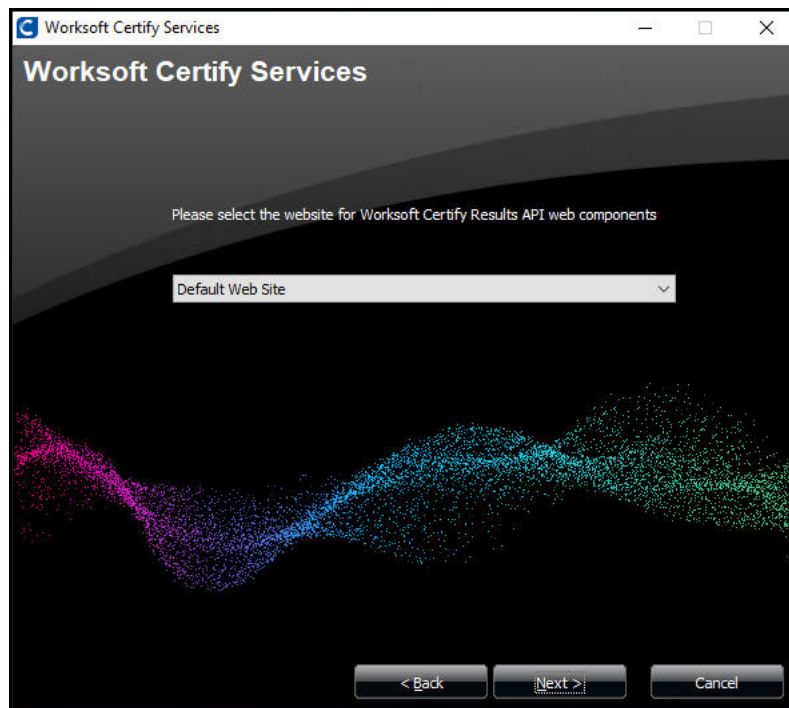 Worksoft Certify Services
Worksoft Certify Services
Please select the website for Worksoft Certify Results API web components
Default Web Site
< Back
Next >
Cancel